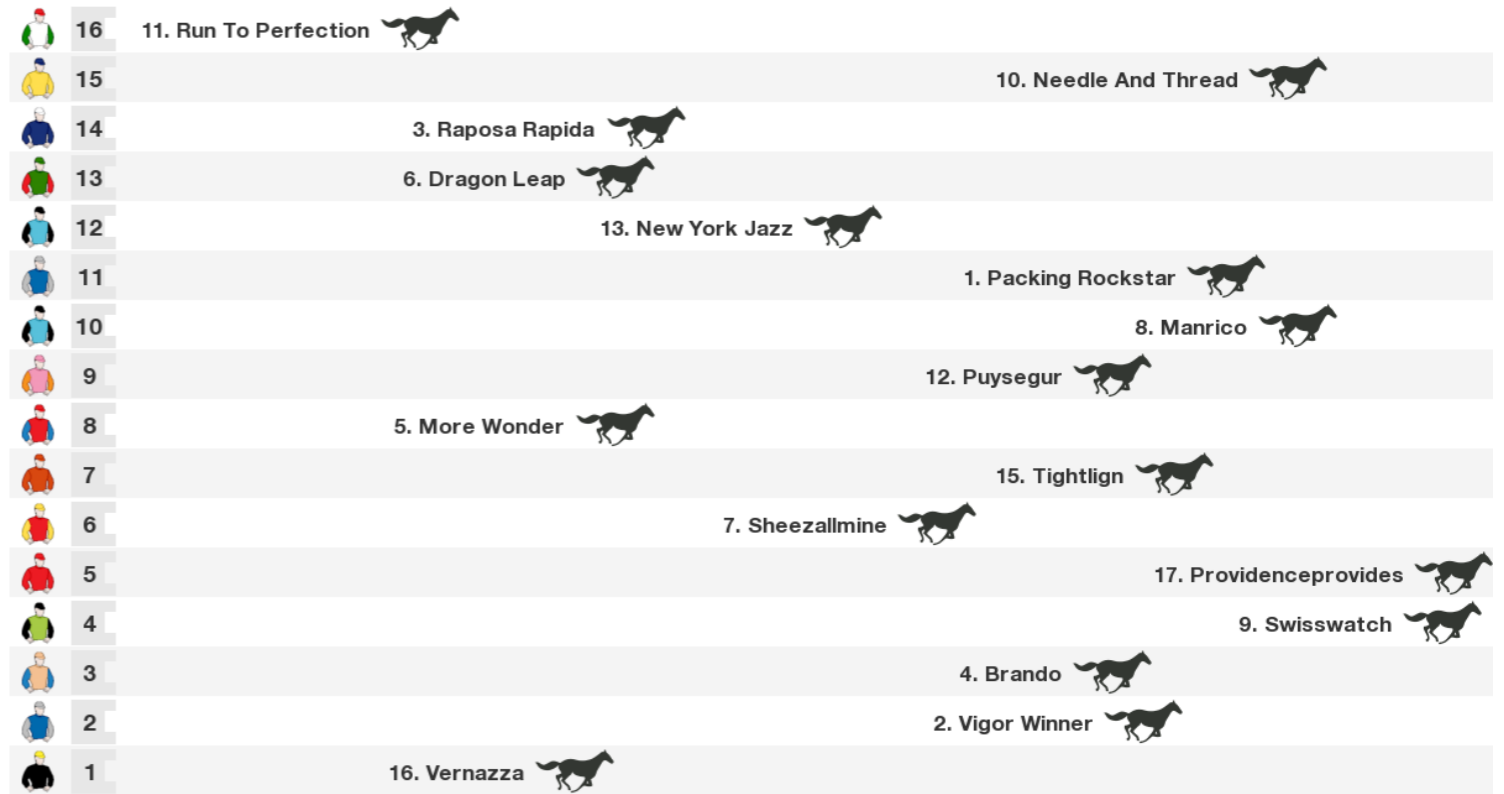 16 11. Run To Perfection
15 10. Needle And Thread
14 3. Raposa Rapida
13 6. Dragon Leap
12 13. New York Jazz
11 1. Packing Rockstar
10 8. Manrico
9 12. Puysegur
8 5. More Wonder
7 15. Tightlign
6 7. Sheezallmine
5 17. Providenceprovides
4 9. Swisswatch
3 4. Brando
2 2. Vigor Winner
1 16. Vernazza